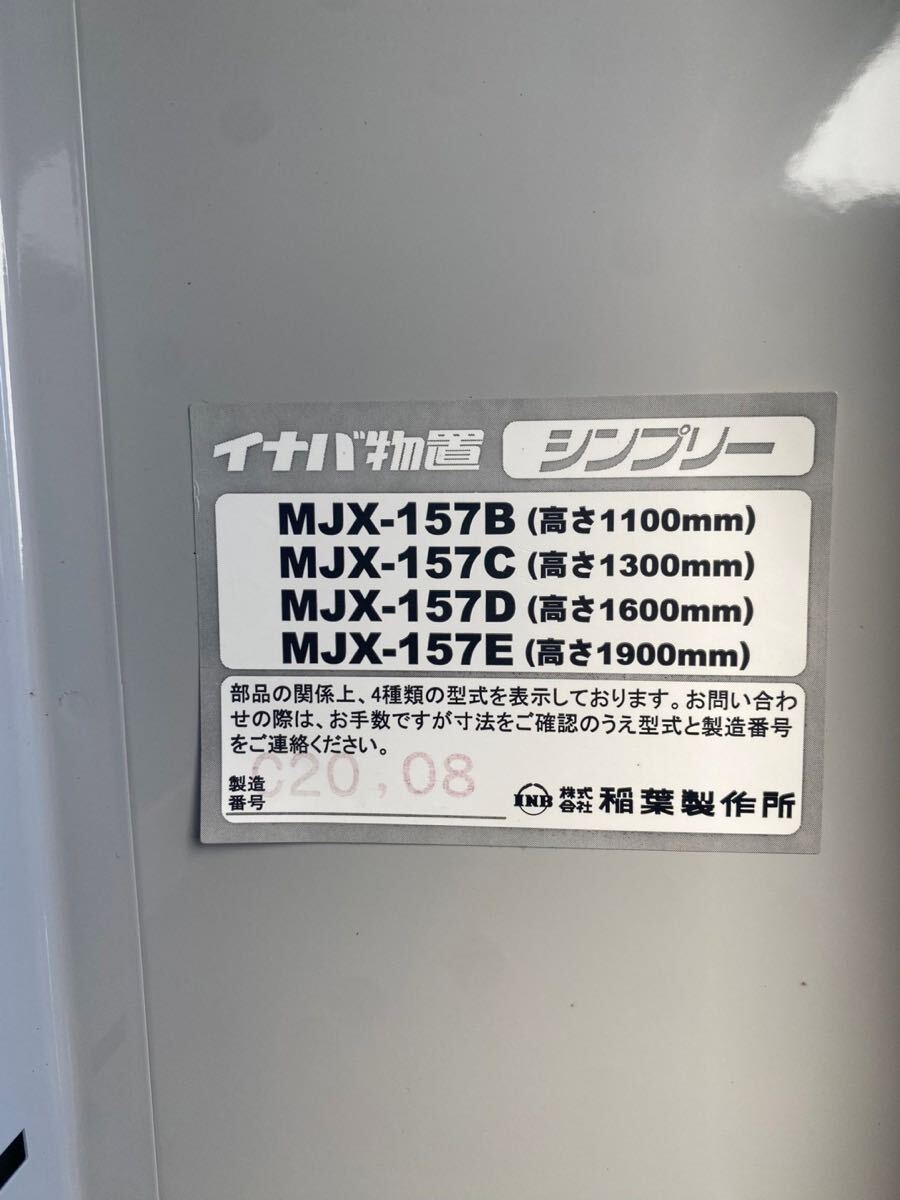 イナバ物置 シンプリー
MJX-157B (高さ1100mm)
MJX-157C (高さ1300mm)
MJX-157D (高さ1600mm)
MJX-157E (高さ1900mm)
部品の関係上、4種類の型式を表示しております。お問い合わ
せの際は、お手数ですが寸法をご確認のうえ型式と製造番号
をご連絡ください。
製造番号 C20,08
INB 株式会社 稲葉製作所